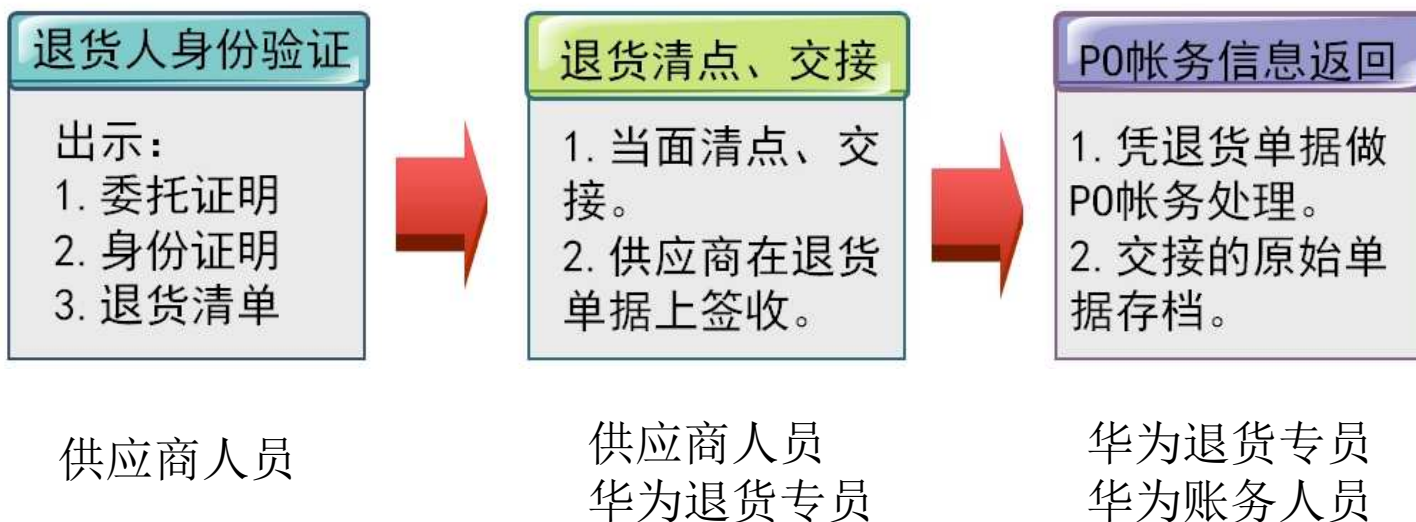 退货人身份验证
出示：
1. 委托证明
2. 身份证明
3. 退货清单
供应商人员
退货清点、交接
1. 当面清点、交
接。
2. 供应商在退货
单据上签收。
供应商人员
华为退货专员
PO帐务信息返回
1. 凭退货单据做
PO帐务处理。
2. 交接的原始单
据存档。
华为退货专员
华为账务人员